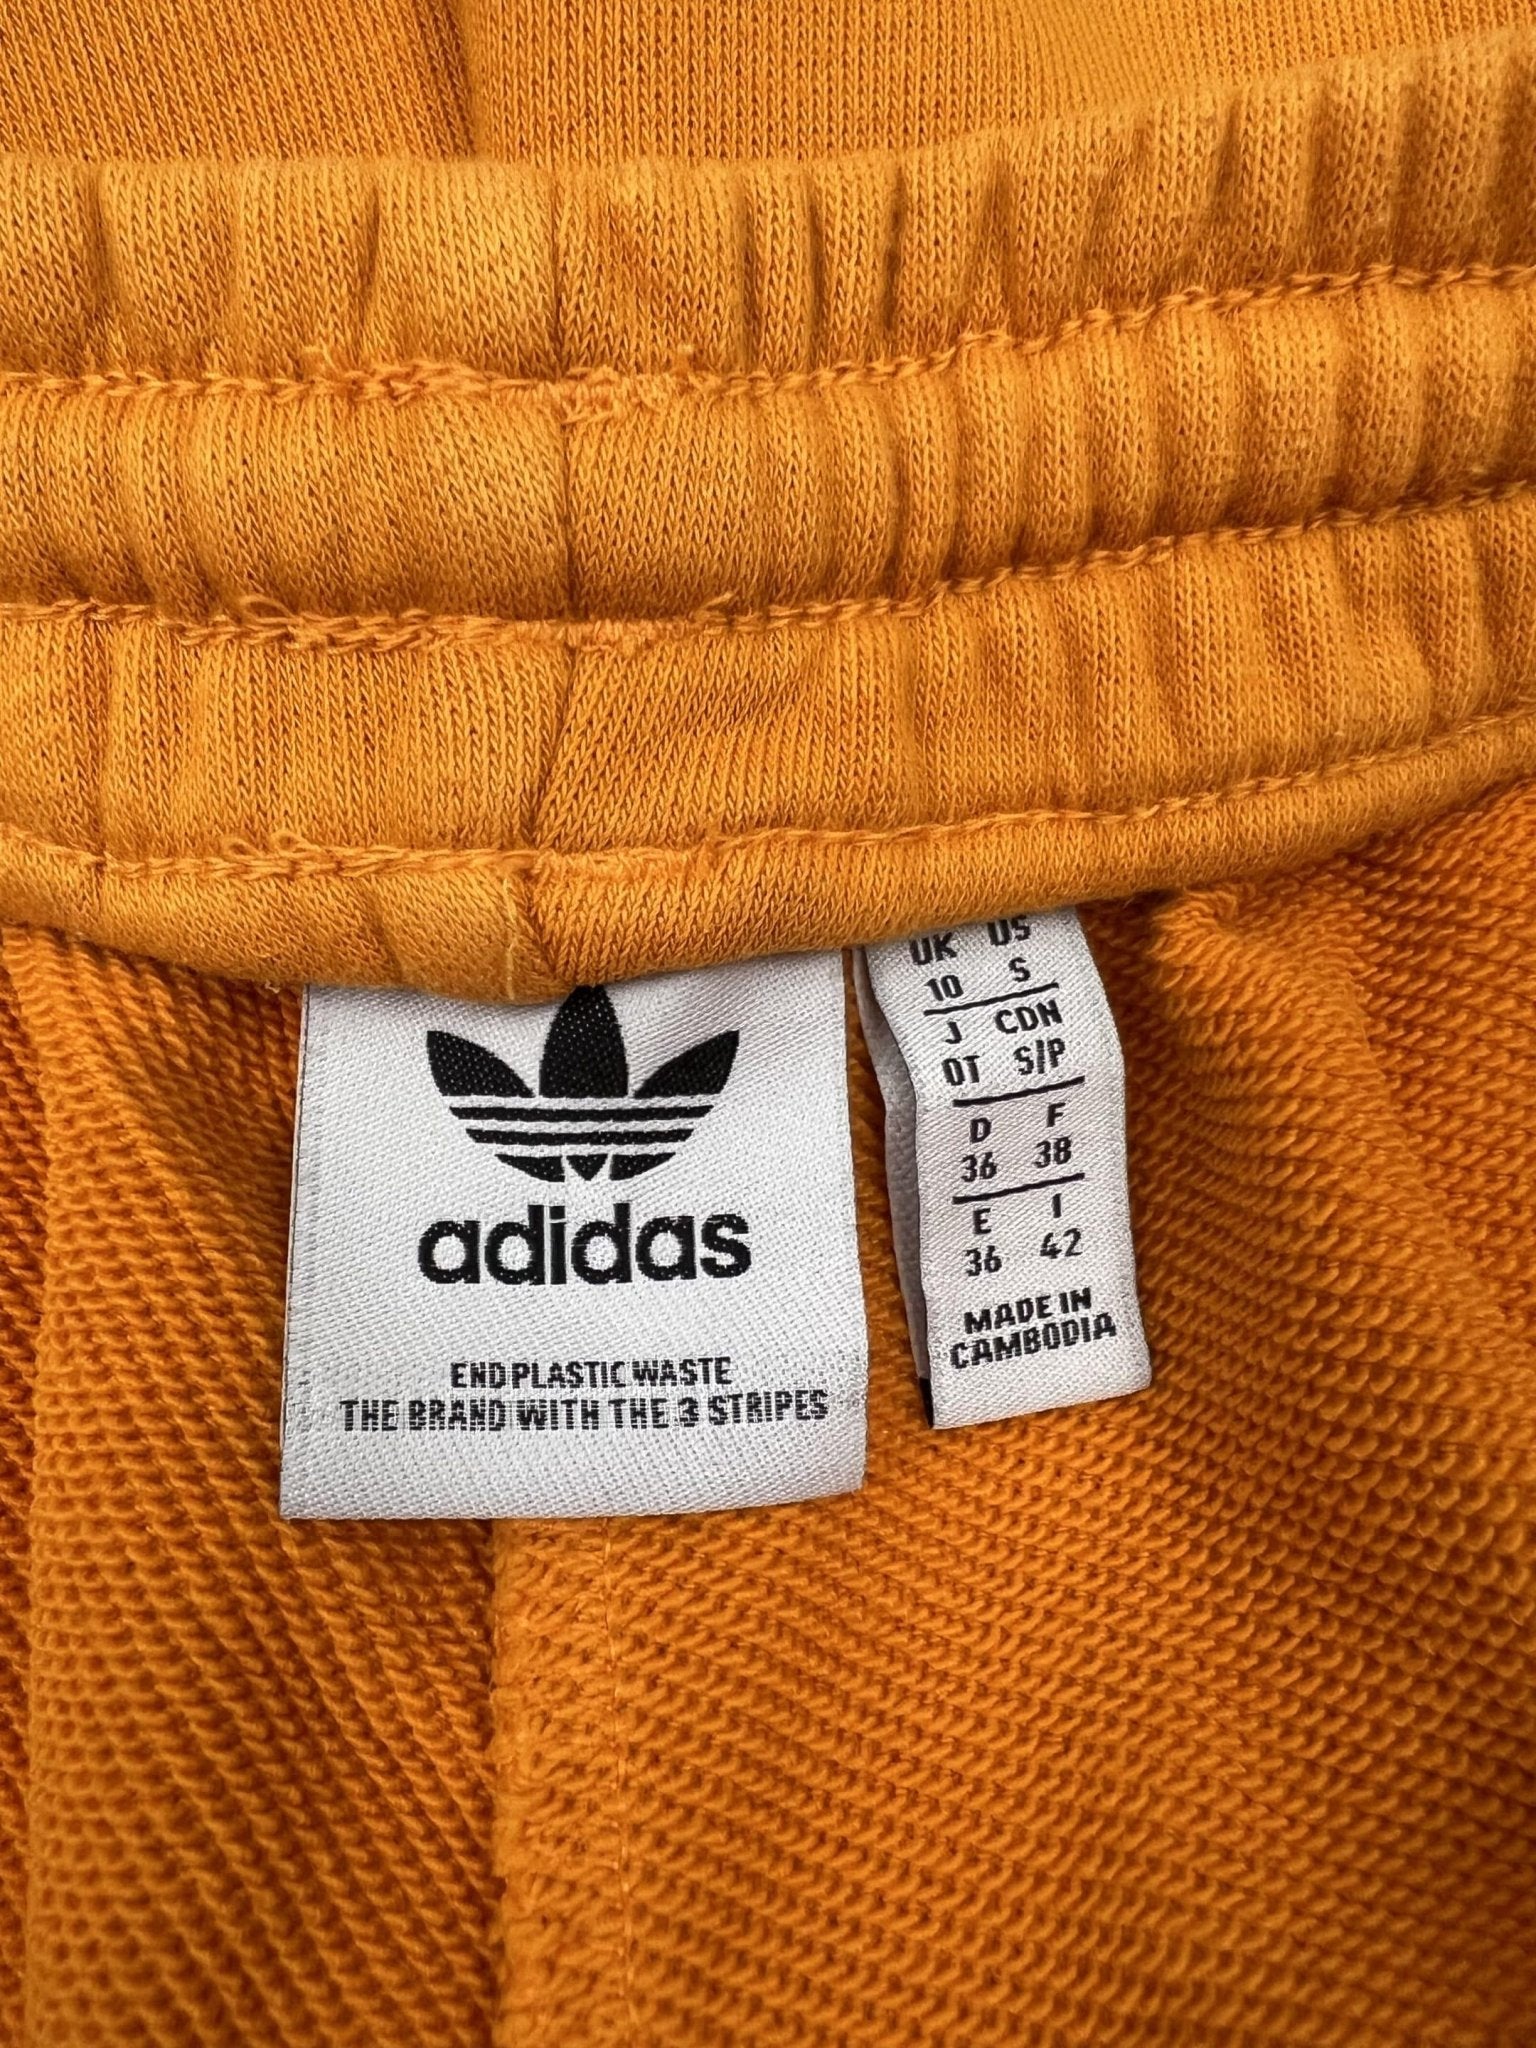 adidas
END PLASTIC WASTE
THE BRAND WITH THE 3 STRIPES
UK US
10 S
J CDN
OT S/P
D F
36 38
E I
36 42
MADE IN
CAMBODIA